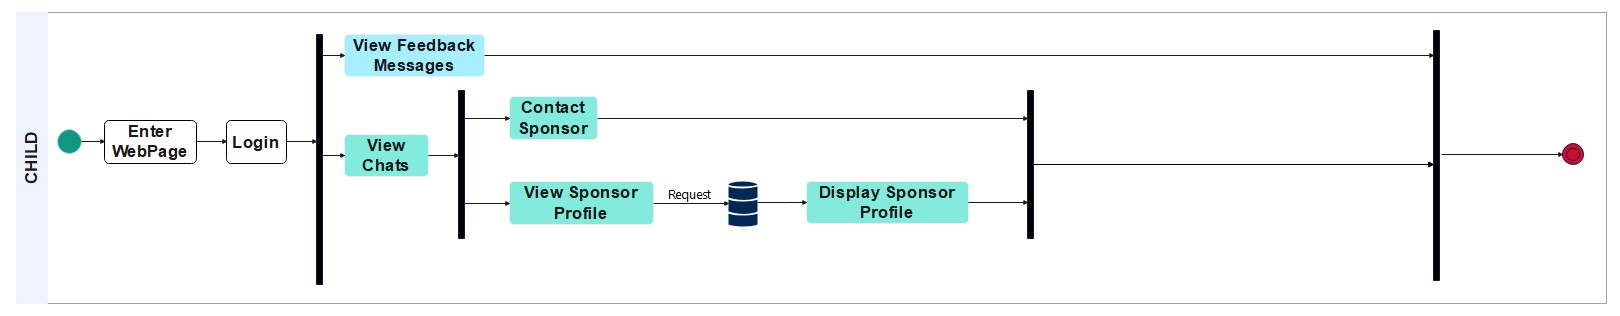 CHILD
Enter
WebPage
Login
View Feedback
Messages
View
Chats
Contact
Sponsor
View Sponsor
Profile
Request
Display Sponsor
Profile